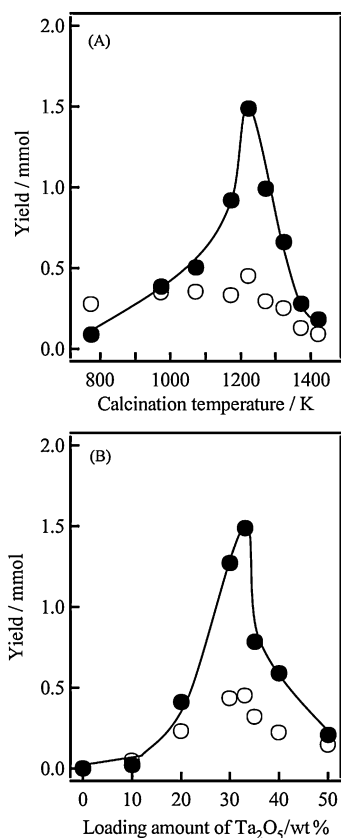 (A)
2.0
1.5
1.0
0.5
0.0
Yield / mmol
800 1000 1200 1400
Calcination temperature / K
(B)
2.0
1.5
1.0
0.5
0.0
Yield / mmol
0 10 20 30 40 50
Loading amount of Ta₂O₅/wt %